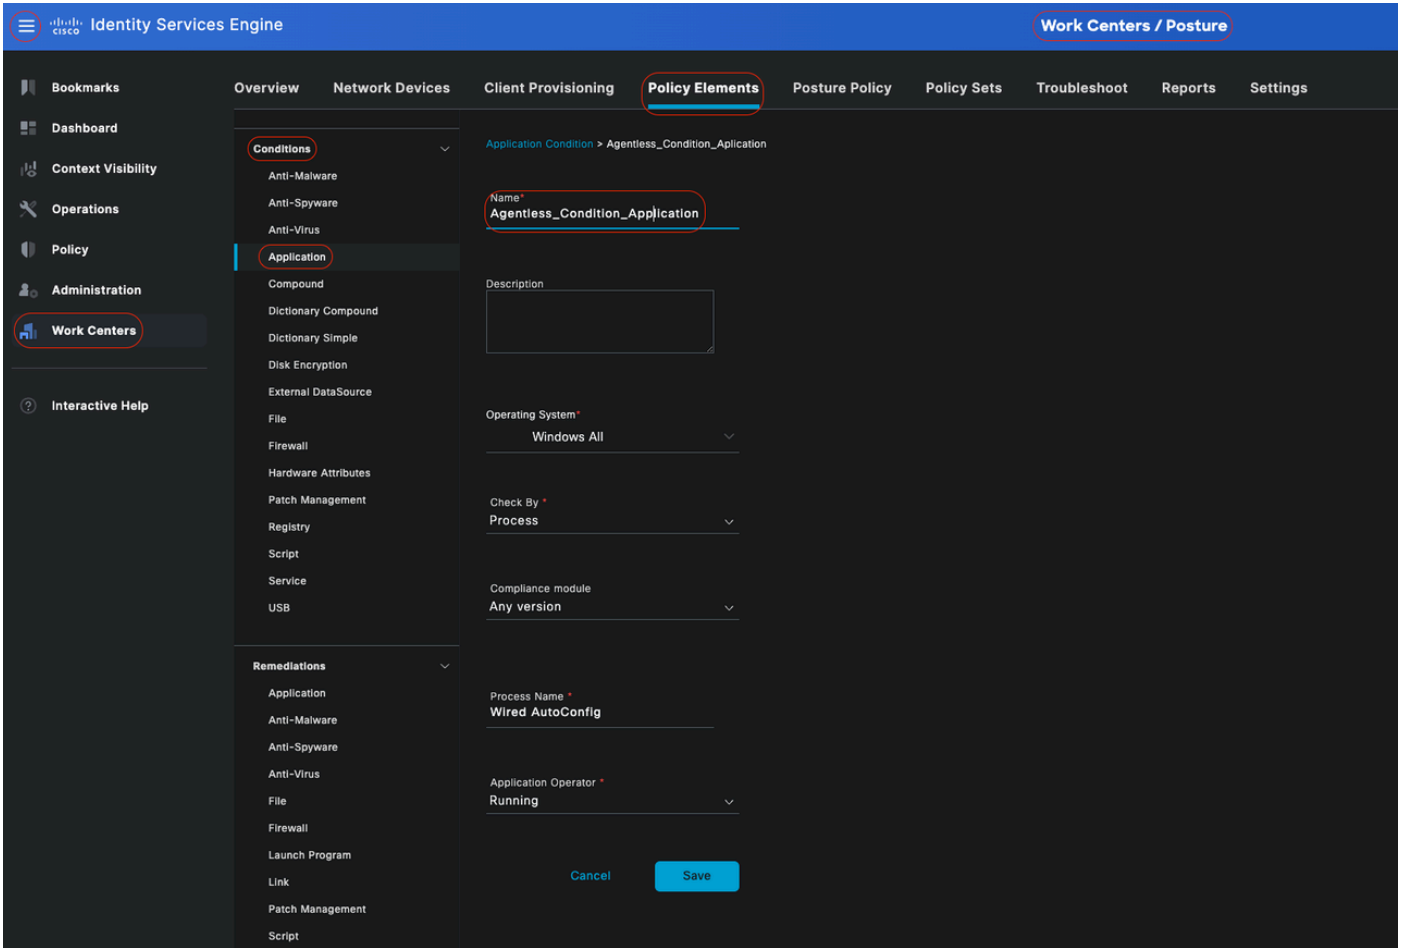 CISCO Identity Services Engine
Work Centers / Posture
Bookmarks
Dashboard
Context Visibility
Operations
Policy
Administration
Work Centers
? Interactive Help
Overview Network Devices Client Provisioning Policy Elements Posture Policy Policy Sets Troubleshoot Reports Settings
Conditions
Anti-Malware
Anti-Spyware
Anti-Virus
Application
Compound
Dictionary Compound
Dictionary Simple
Disk Encryption
External DataSource
File
Firewall
Hardware Attributes
Patch Management
Registry
Script
Service
USB
Remediations
Application
Anti-Malware
Anti-Spyware
Anti-Virus
File
Firewall
Launch Program
Link
Patch Management
Script
Application Condition > Agentless_Condition_Aplication
Name*
Agentless_Condition_Application
Description
Operating System*
Windows All
Check By *
Process
Compliance module
Any version
Process Name *
Wired AutoConfig
Application Operator *
Running
Cancel Save